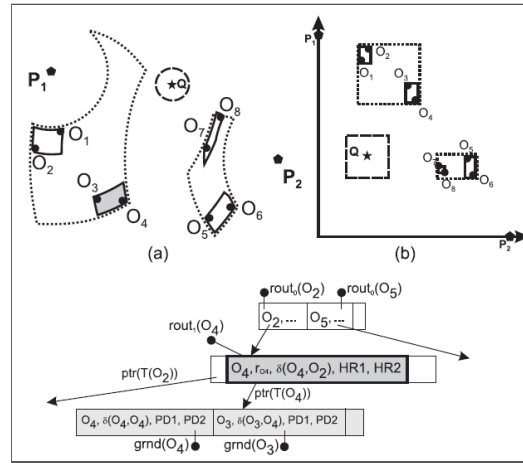 P1
Q
O1
O2
O3
O4
O7
O8
O5
O6
P2
(a)
P1
O2
O1
O3
O4
Q
O5
O8
O6
P2
(b)
rout0(O2)
rout0(O5)
O2, ...
O5, ...
rout1(O4)
O4, rO4, δ(O4,O2), HR1, HR2
ptr(T(O2))
ptr(T(O4))
O4, δ(O4,O4), PD1, PD2
O3, δ(O3,O4), PD1, PD2
grnd(O4)
grnd(O3)